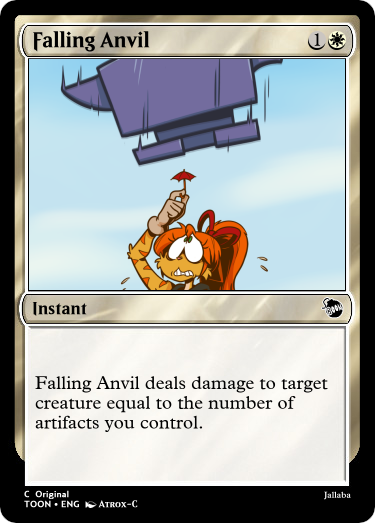 Falling Anvil 1
Instant
Falling Anvil deals damage to target
creature equal to the number of
artifacts you control.
C Original
TOON • ENG Atrox-C
Jallaba